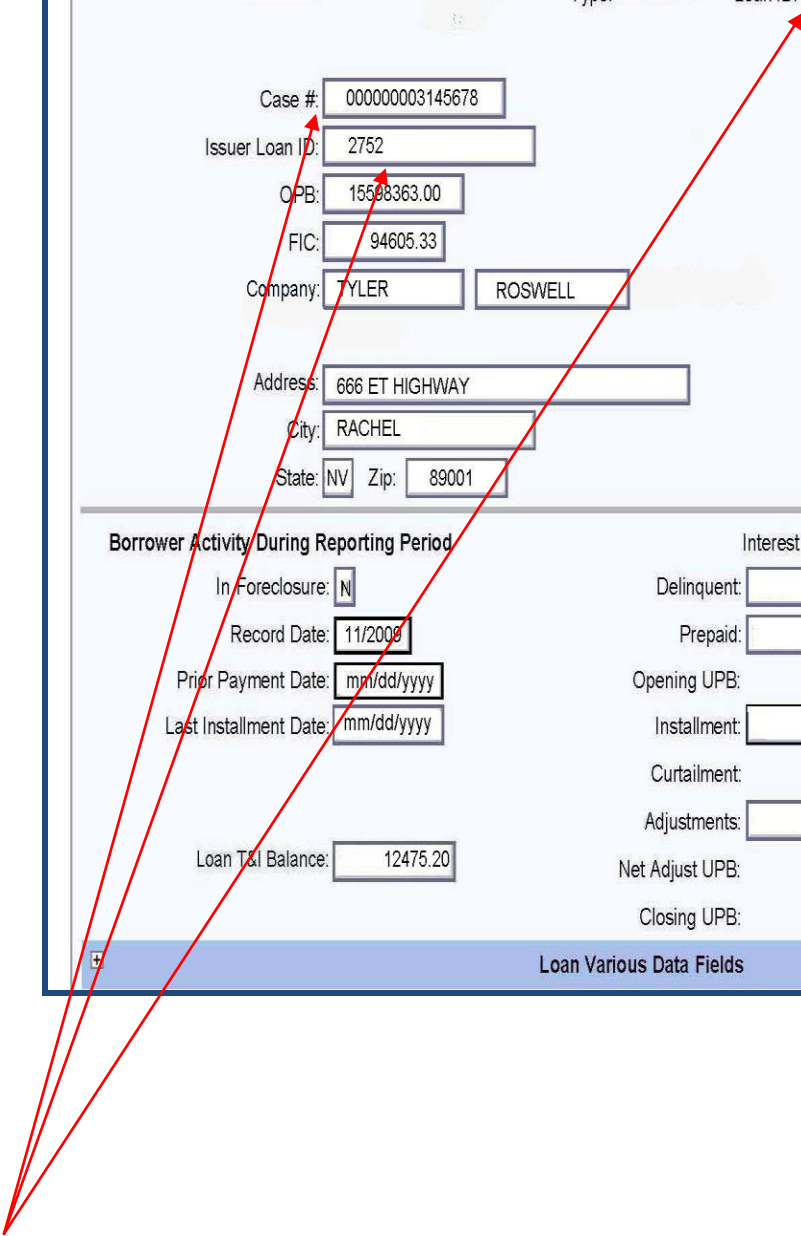 Case #: 000000003145678
Issuer Loan ID: 2752
OPB: 15598363.00
FIC: 94605.33
Company: TYLER ROSWELL
Address: 666 ET HIGHWAY
City: RACHEL
State: NV Zip: 89001
Borrower Activity During Reporting Period Interest
In Foreclosure: N Delinquent:
Record Date: 11/2009 Prepaid:
Prior Payment Date: mm/dd/yyyy Opening UPB:
Last Installment Date: mm/dd/yyyy Installment:
Curtailment:
Adjustments:
Loan T&I Balance: 12475.20 Net Adjust UPB:
Closing UPB:
Loan Various Data Fields